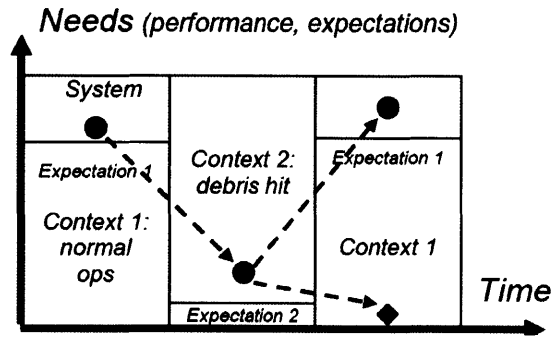 Needs (performance, expectations)
System
Expectation 1
Context 1:
normal
ops
Context 2:
debris hit
Expectation 2
Expectation 1
Context 1
Time